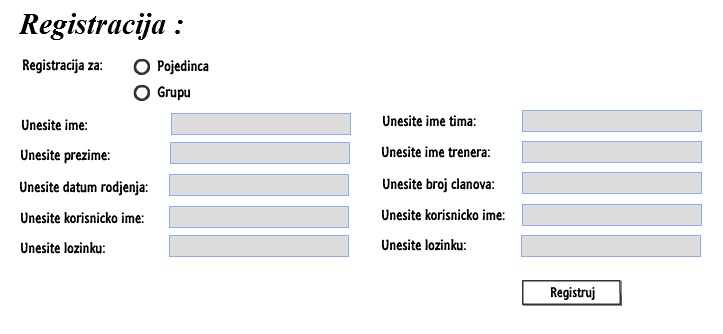 Registracija :
Registracija za:
Pojedinca
Grupu
Unesite ime:
Unesite prezime:
Unesite datum rodjenja:
Unesite korisnicko ime:
Unesite lozinku:
Unesite ime tima:
Unesite ime trenera:
Unesite broj clanova:
Unesite korisnicko ime:
Unesite lozinku:
Registruj